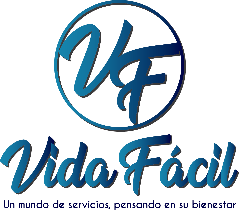 VF
Vida Fácil
Un mundo de servicios, pensando en su bienestar